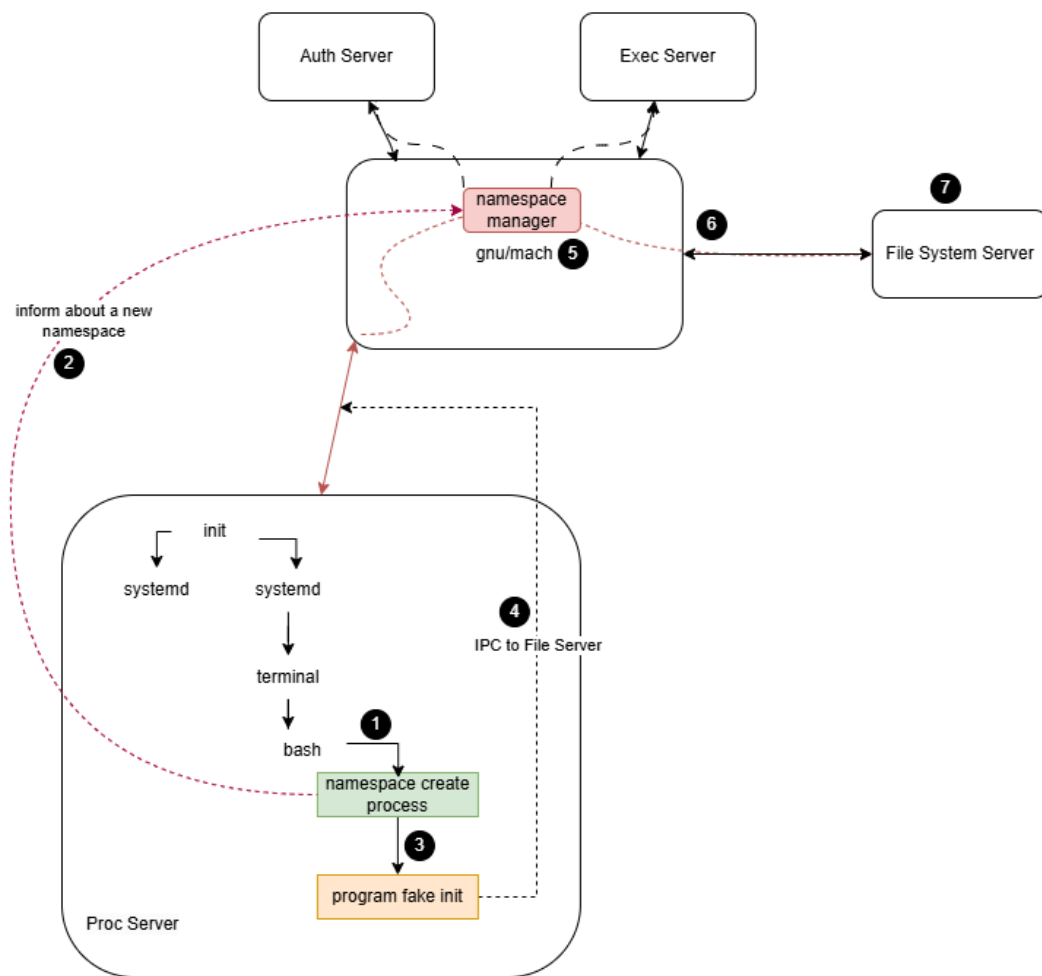 Auth Server
Exec Server
7
namespace
manager
6
gnu/mach
5
File System Server
inform about a new
namespace
2
init
systemd
systemd
4
IPC to File Server
terminal
1
bash
namespace create
process
3
program fake init
Proc Server